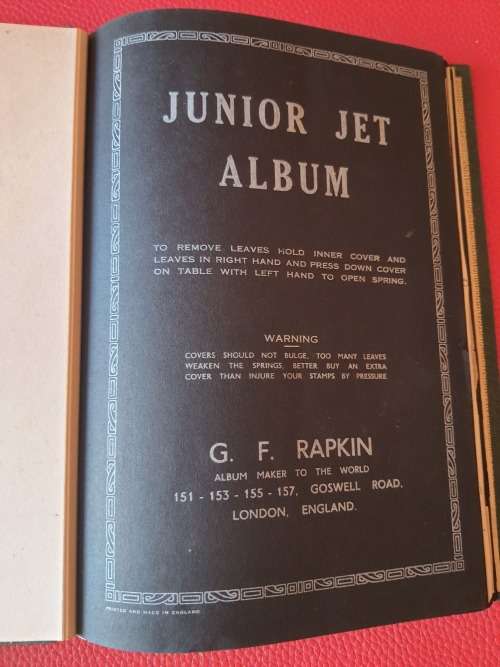 JUNIOR JET
ALBUM
TO REMOVE LEAVES HOLD INNER COVER AND
LEAVES IN RIGHT HAND AND PRESS DOWN COVER
ON TABLE WITH LEFT HAND TO OPEN SPRING.
WARNING
COVERS SHOULD NOT BULGE, TOO MANY LEAVES
WEAKEN THE SPRINGS, BETTER BUY AN EXTRA
COVER THAN INJURE YOUR STAMPS BY PRESSURE
G. F. RAPKIN
ALBUM MAKER TO THE WORLD
151 - 153 - 155 - 157, GOSWELL ROAD,
LONDON, ENGLAND.
PRINTED AND MADE IN ENGLAND